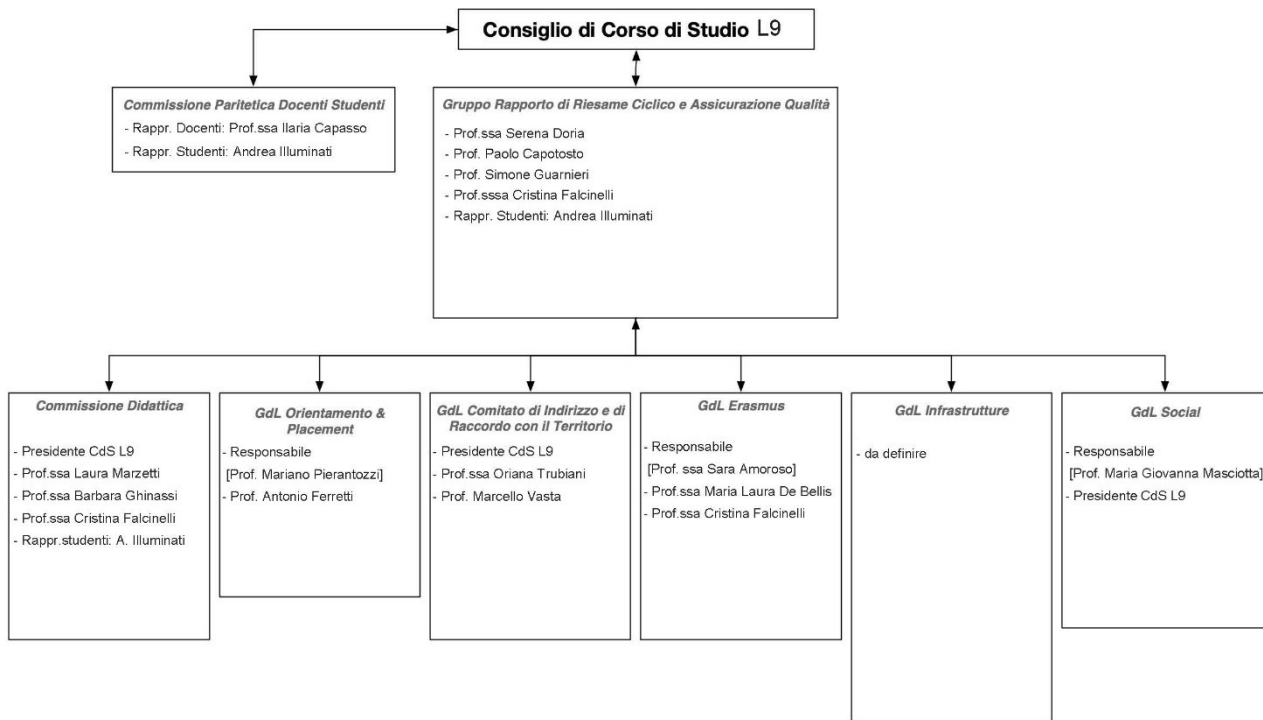 Consiglio di Corso di Studio L9
Commissione Paritetica Docenti Studenti
- Rappr. Docenti: Prof.ssa Ilaria Capasso
- Rappr. Studenti: Andrea Illuminati
Gruppo Rapporto di Riesame Ciclico e Assicurazione Qualità
- Prof.ssa Serena Doria
- Prof. Paolo Capotosto
- Prof. Simone Guarnieri
- Prof.sssa Cristina Falcinelli
- Rappr. Studenti: Andrea Illuminati
Commissione Didattica
- Presidente CdS L9
- Prof.ssa Laura Marzetti
- Prof.ssa Barbara Ghinassi
- Prof.ssa Cristina Falcinelli
- Rappr.studenti: A. Illuminati
GdL Orientamento &
Placement
- Responsabile
[Prof. Mariano Pierantozzi]
- Prof. Antonio Ferretti
GdL Comitato di Indirizzo e di
Raccordo con il Territorio
- Presidente CdS L9
- Prof.ssa Oriana Trubiani
- Prof. Marcello Vasta
GdL Erasmus
- Responsabile
[Prof. ssa Sara Amoroso]
- Prof.ssa Maria Laura De Bellis
- Prof.ssa Cristina Falcinelli
GdL Infrastrutture
- da definire
GdL Social
- Responsabile
[Prof. Maria Giovanna Masciotta]
- Presidente CdS L9